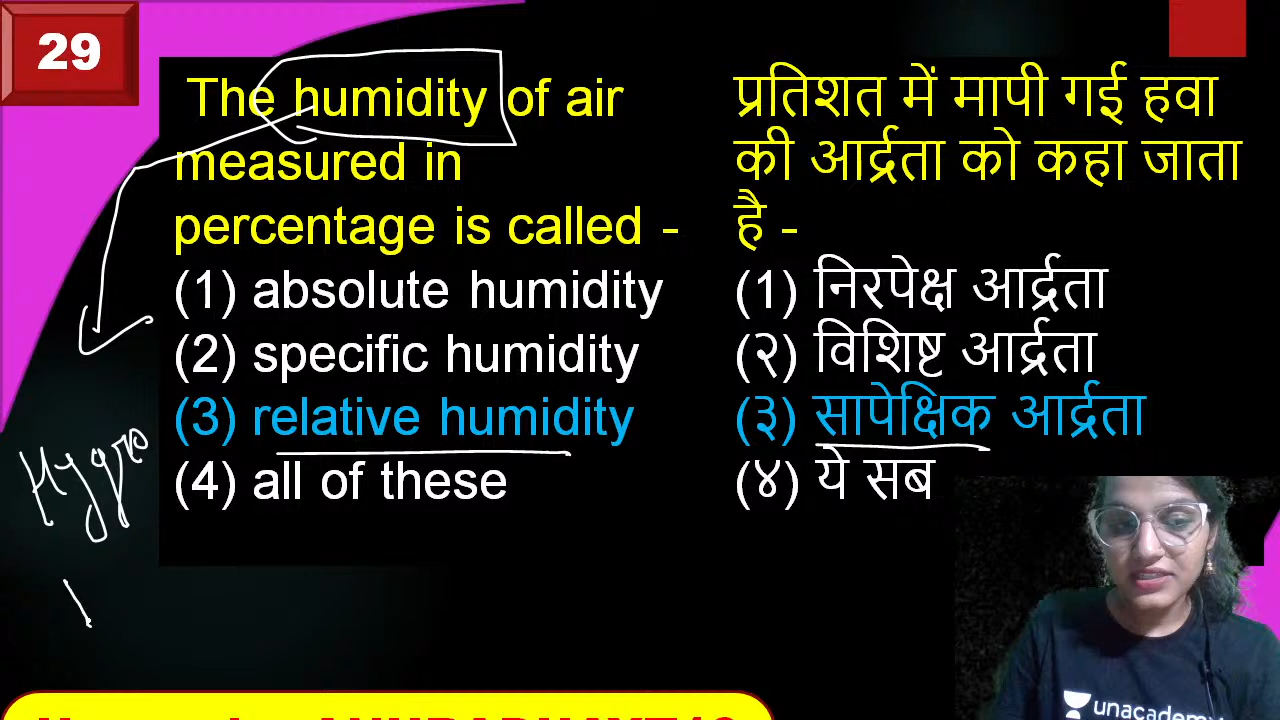 29
The humidity of air
measured in
percentage is called -
(1) absolute humidity
(2) specific humidity
(3) relative humidity
(4) all of these
प्रतिशत में मापी गई हवा
की आर्द्रता को कहा जाता
है -
(1) निरपेक्ष आर्द्रता
(२) विशिष्ट आर्द्रता
(३) सापेक्षिक आर्द्रता
(४) ये सब
Hygro
unacademy